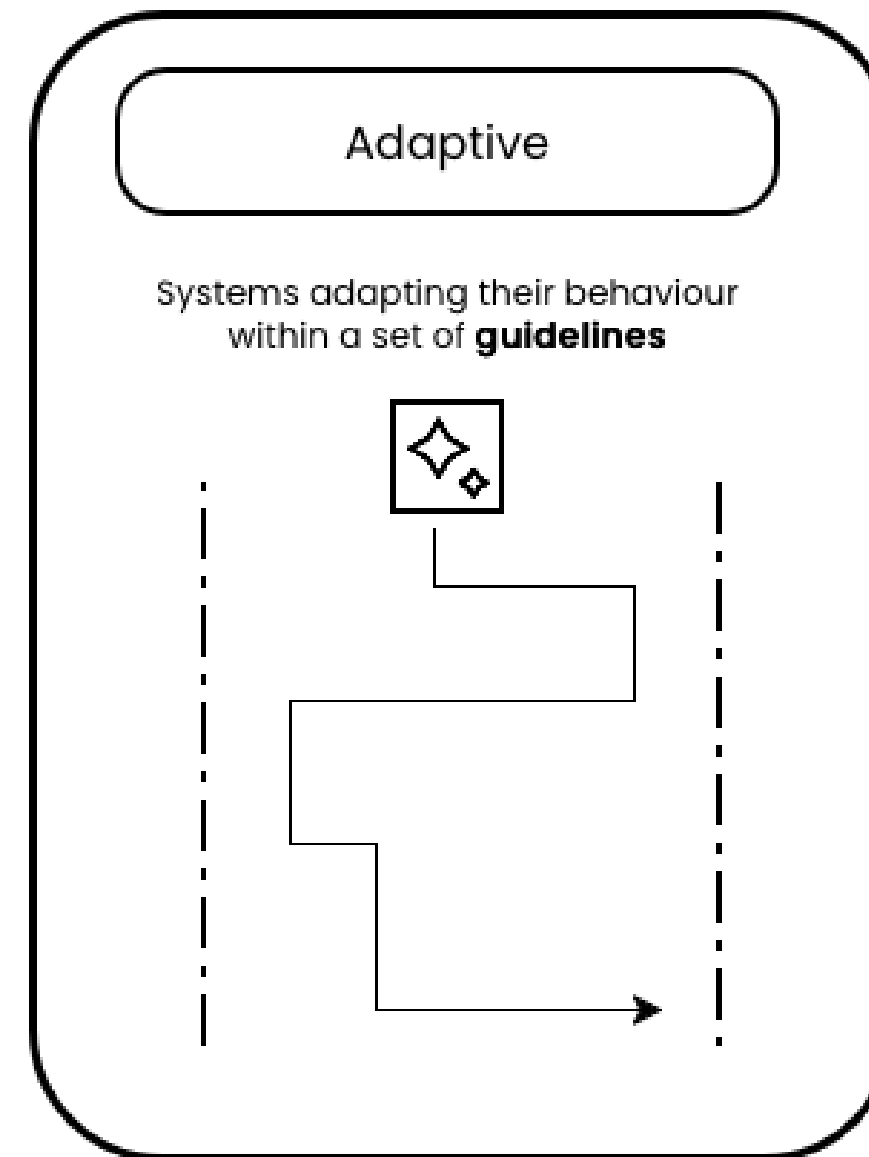 Adaptive
Systems adapting their behaviour
within a set of guidelines